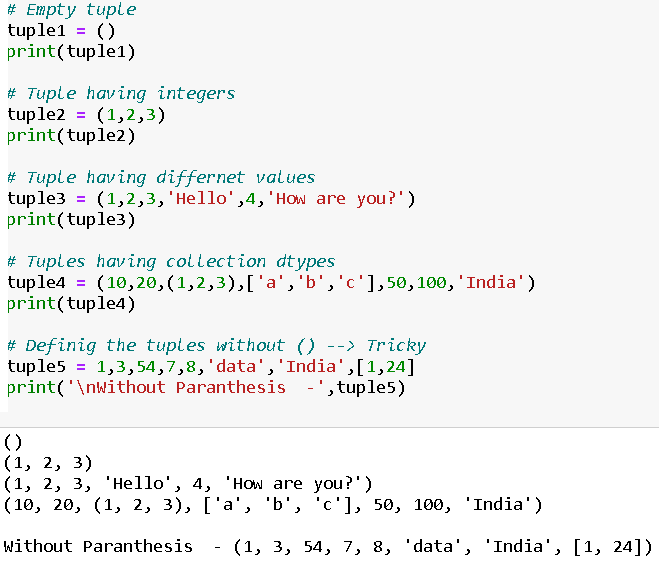 # Empty tuple
tuple1 = ()
print(tuple1)
# Tuple having integers
tuple2 = (1,2,3)
print(tuple2)
# Tuple having differnet values
tuple3 = (1,2,3,'Hello',4,'How are you?')
print(tuple3)
# Tuples having collection dtypes
tuple4 = (10,20,(1,2,3),['a','b','c'],50,100,'India')
print(tuple4)
# Definig the tuples without () --> Tricky
tuple5 = 1,3,54,7,8,'data','India',[1,24]
print('\nWithout Paranthesis  -',tuple5)
()
(1, 2, 3)
(1, 2, 3, 'Hello', 4, 'How are you?')
(10, 20, (1, 2, 3), ['a', 'b', 'c'], 50, 100, 'India')
Without Paranthesis  - (1, 3, 54, 7, 8, 'data', 'India', [1, 24])